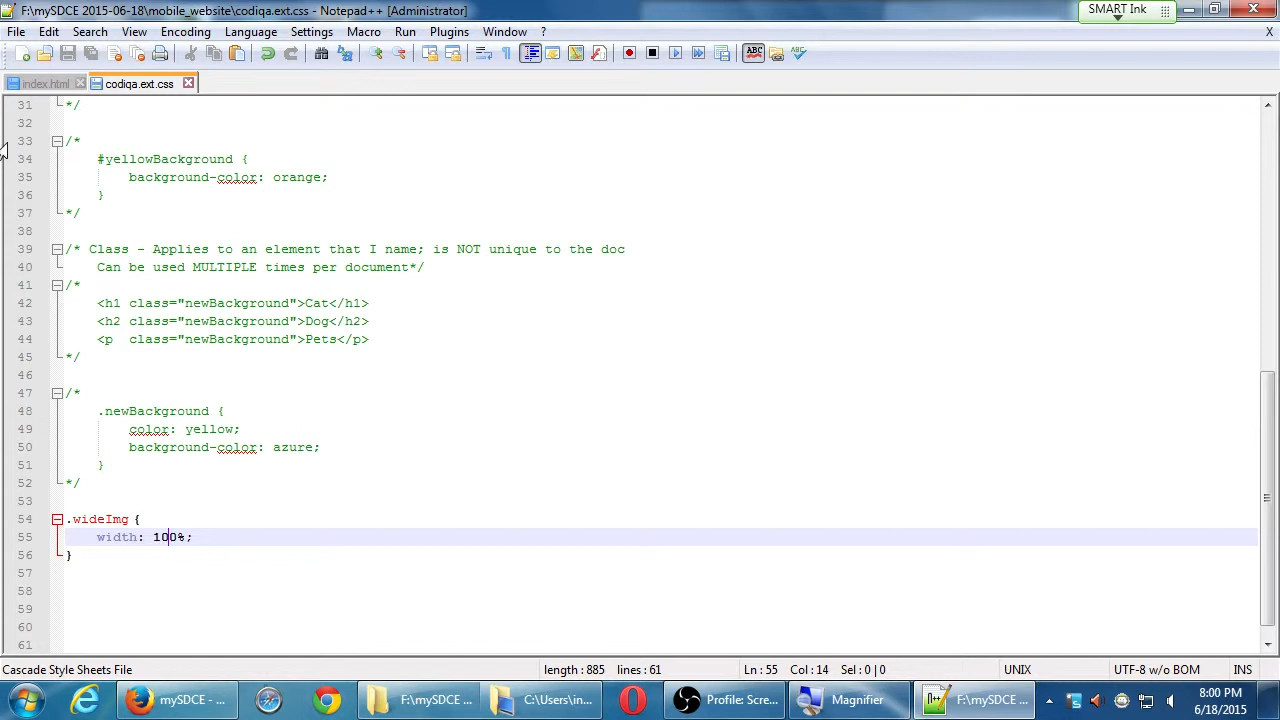 F:\mySDCE 2015-06-18\mobile_website\codiqa.ext.css - Notepad++ [Administrator]
SMART Ink
File Edit Search View Encoding Language Settings Macro Run Plugins Window ? X
index.html codiqa.ext.css
31 */
32
33 /*
34 #yellowBackground {
35 background-color: orange;
36 }
37 */
38
39 /* Class - Applies to an element that I name; is NOT unique to the doc
40 Can be used MULTIPLE times per document*/
41 /*
42 <h1 class="newBackground">Cat</h1>
43 <h2 class="newBackground">Dog</h2>
44 <p  class="newBackground">Pets</p>
45 */
46
47 /*
48 .newBackground {
49 color: yellow;
50 background-color: azure;
51 }
52 */
53
54 .wideImg {
55 width: 100%;
56 }
57
58
59
60
61
Cascade Style Sheets File length : 885 lines : 61 Ln : 55 Col : 14 Sel : 0 | 0 UNIX UTF-8 w/o BOM INS
mySDCE - ... F:\mySDCE ... C:\Users\in... Profile: Scre... Magnifier F:\mySDCE ... 8:00 PM
6/18/2015